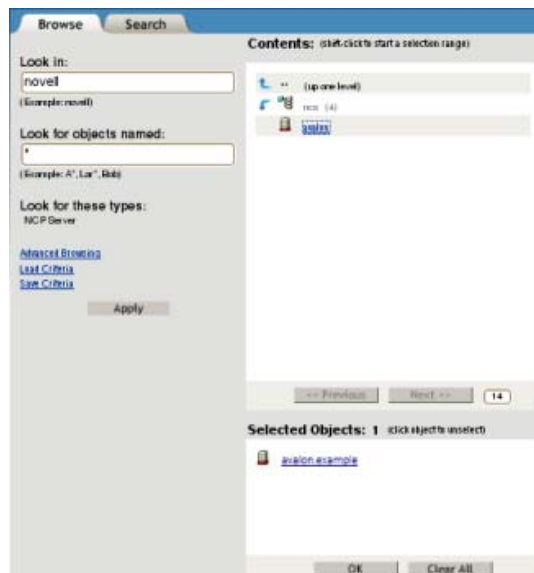 Browse
Search
Look in:
novell
(Example: novell)
Look for objects named:
*
(Example: A*, Lar*, Bob)
Look for these types:
NCP Server
Advanced Browsing
Load Criteria
Save Criteria
Apply
Contents: (shift-click to start a selection range)
.. (up one level)
(4)
avalon
<< Previous
Next >>
14
Selected Objects: 1 (click object to unselect)
avalon.example
OK
Clear All